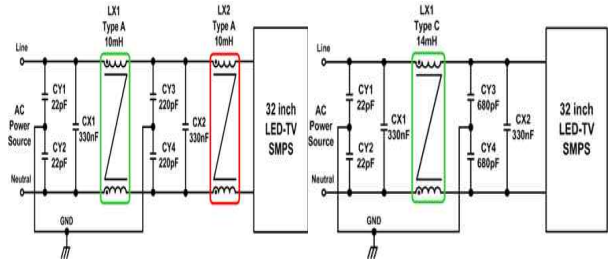 LX1
Type A
10mH
LX2
Type A
10mH
Line
CY1
22pF
CX1
330nF
CY3
220pF
CX2
330nF
AC
Power
Source
CY2
22pF
CY4
220pF
Neutral
GND
32 inch
LED-TV
SMPS
LX1
Type C
14mH
Line
CY1
22pF
CX1
330nF
CY3
680pF
CX2
330nF
AC
Power
Source
CY2
22pF
CY4
680pF
Neutral
GND
32 inch
LED-TV
SMPS